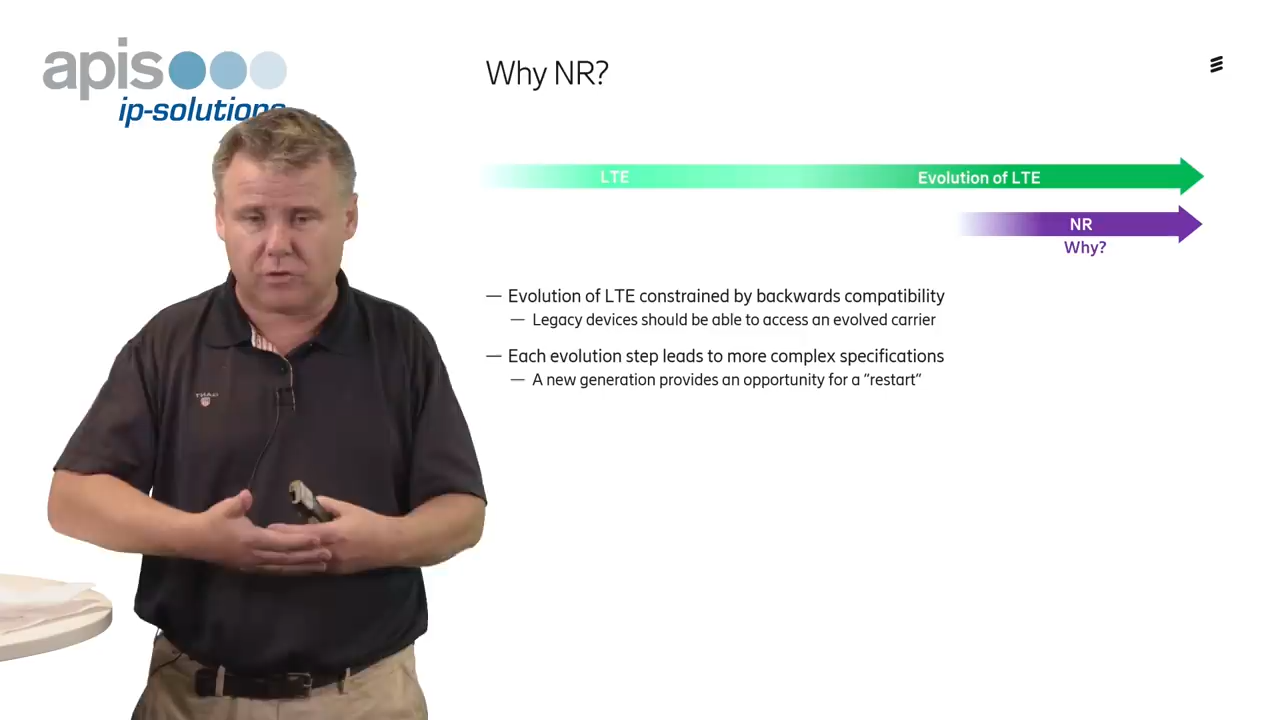 apis
ip-solutions
Why NR?
LTE
Evolution of LTE
NR
Why?
— Evolution of LTE constrained by backwards compatibility
— Legacy devices should be able to access an evolved carrier
— Each evolution step leads to more complex specifications
— A new generation provides an opportunity for a ”restart”
GANT